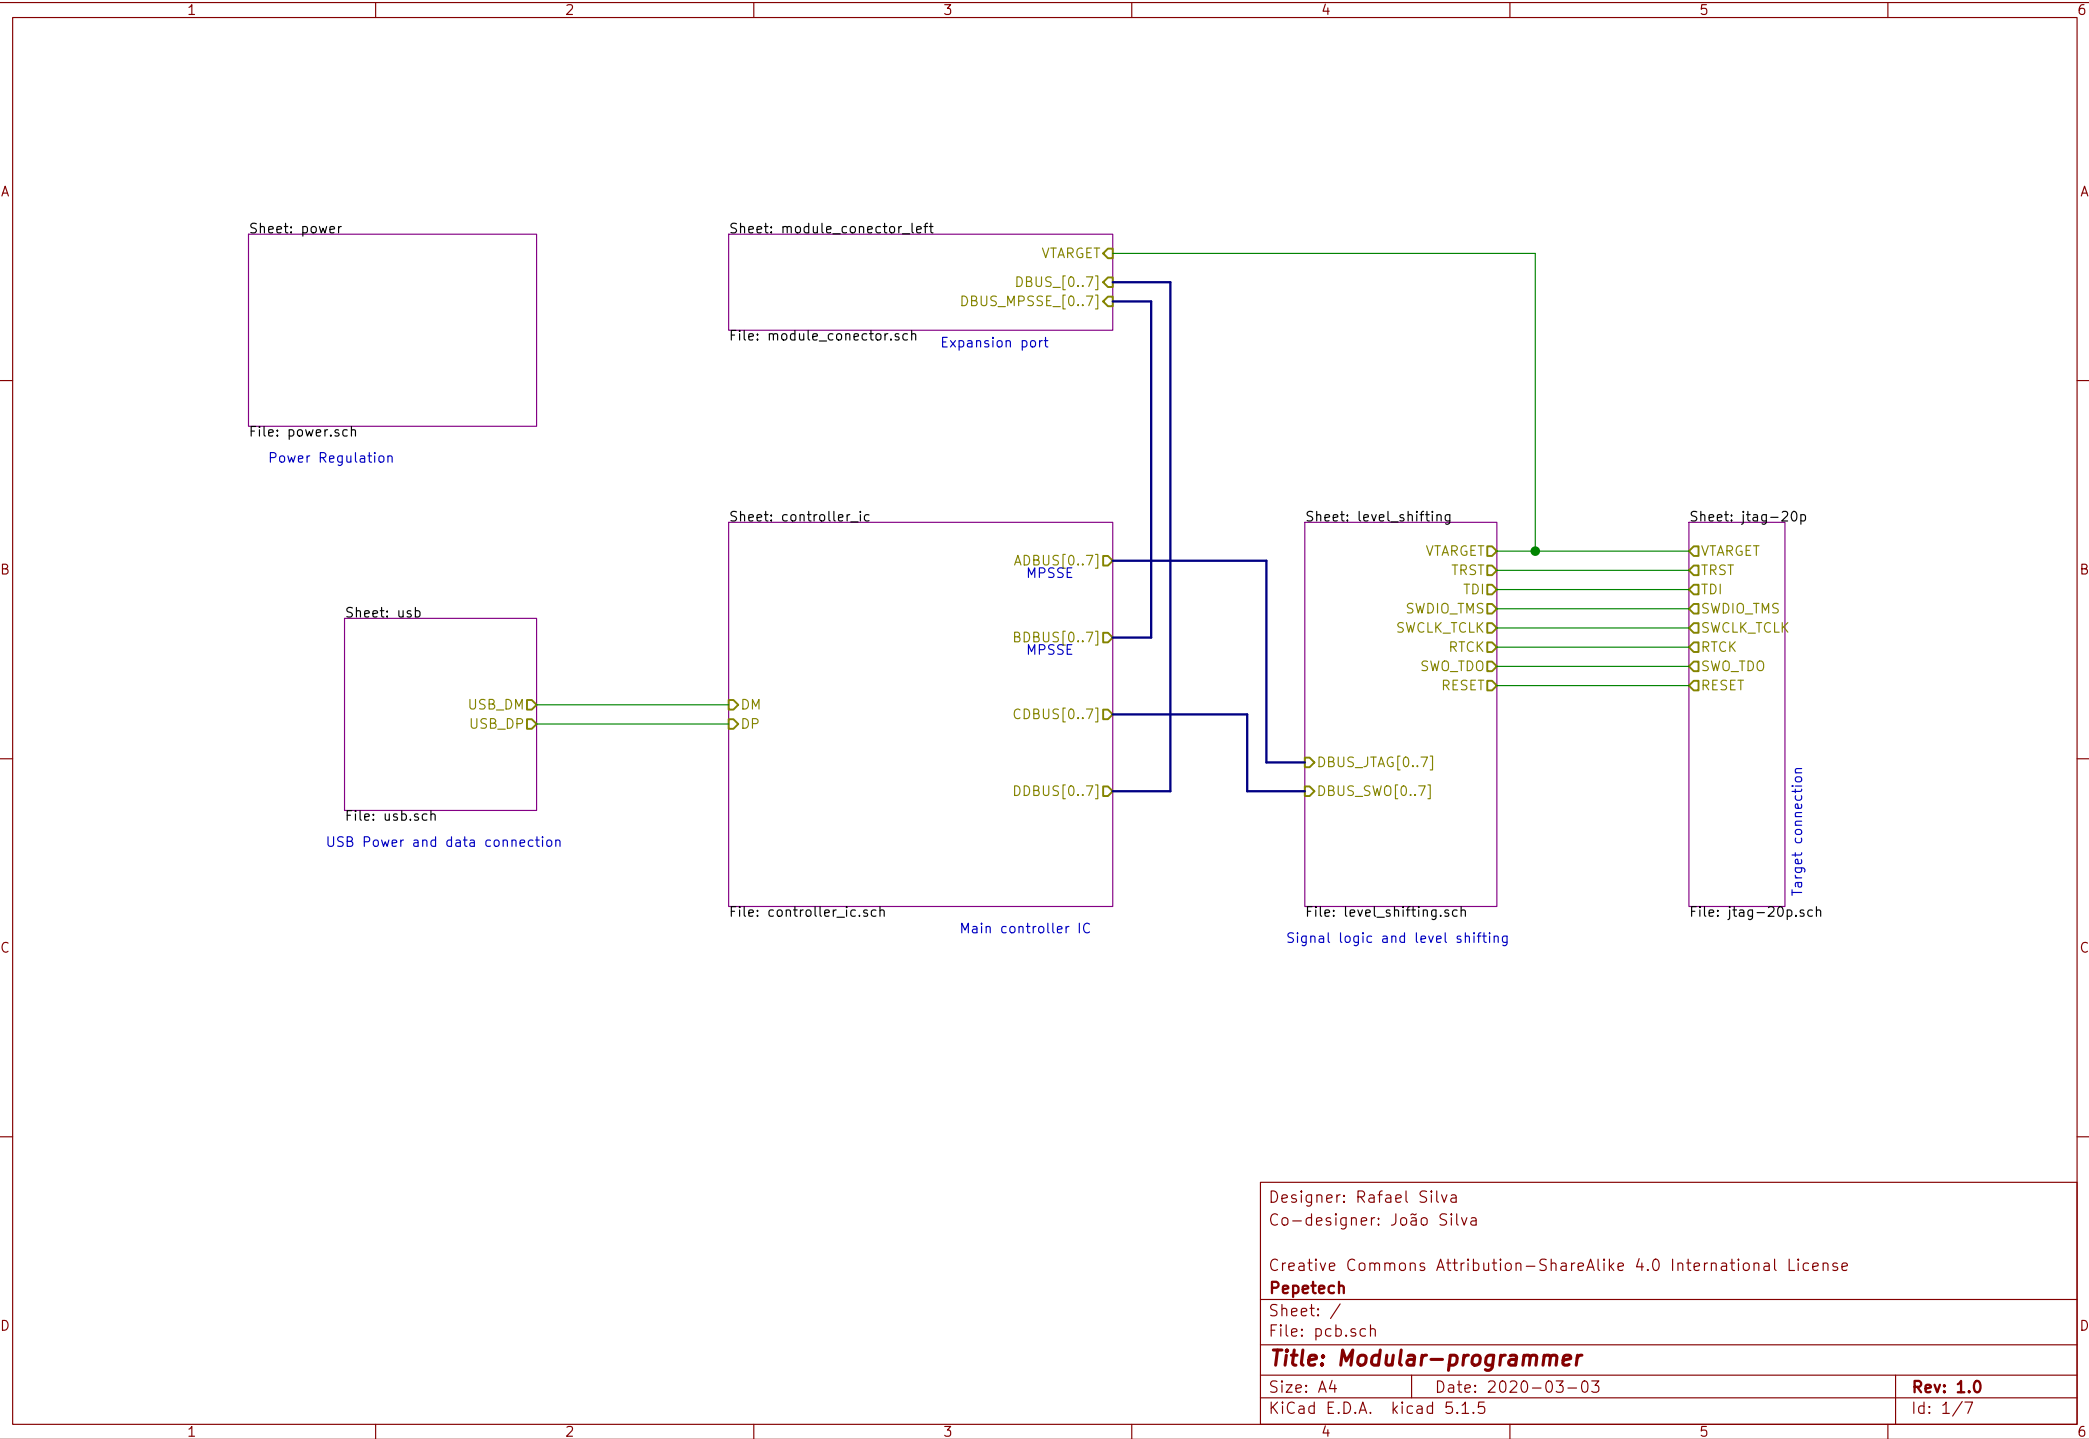 1 2 3 4 5 6
A A
Sheet: power
File: power.sch
Power Regulation
Sheet: module_conector_left
VTARGET
DBUS_[0..7]
DBUS_MPSSE_[0..7]
File: module_conector.sch
Expansion port
B B
Sheet: usb
USB_DM
USB_DP
File: usb.sch
USB Power and data connection
Sheet: controller_ic
ADBUS[0..7]
MPSSE
BDBUS[0..7]
MPSSE
DM
DP
CDBUS[0..7]
DDBUS[0..7]
File: controller_ic.sch
Main controller IC
Sheet: level_shifting
VTARGET
TRST
TDI
SWDIO_TMS
SWCLK_TCLK
RTCK
SWO_TDO
RESET
DBUS_JTAG[0..7]
DBUS_SWO[0..7]
File: level_shifting.sch
Signal logic and level shifting
Sheet: jtag-20p
VTARGET
TRST
TDI
SWDIO_TMS
SWCLK_TCLK
RTCK
SWO_TDO
RESET
Target connection
File: jtag-20p.sch
C C
D D
Designer: Rafael Silva
Co-designer: João Silva
Creative Commons Attribution-ShareAlike 4.0 International License
Pepetech
Sheet: /
File: pcb.sch
Title: Modular-programmer
Size: A4 Date: 2020-03-03 Rev: 1.0
KiCad E.D.A. kicad 5.1.5 Id: 1/7
1 2 3 4 5 6